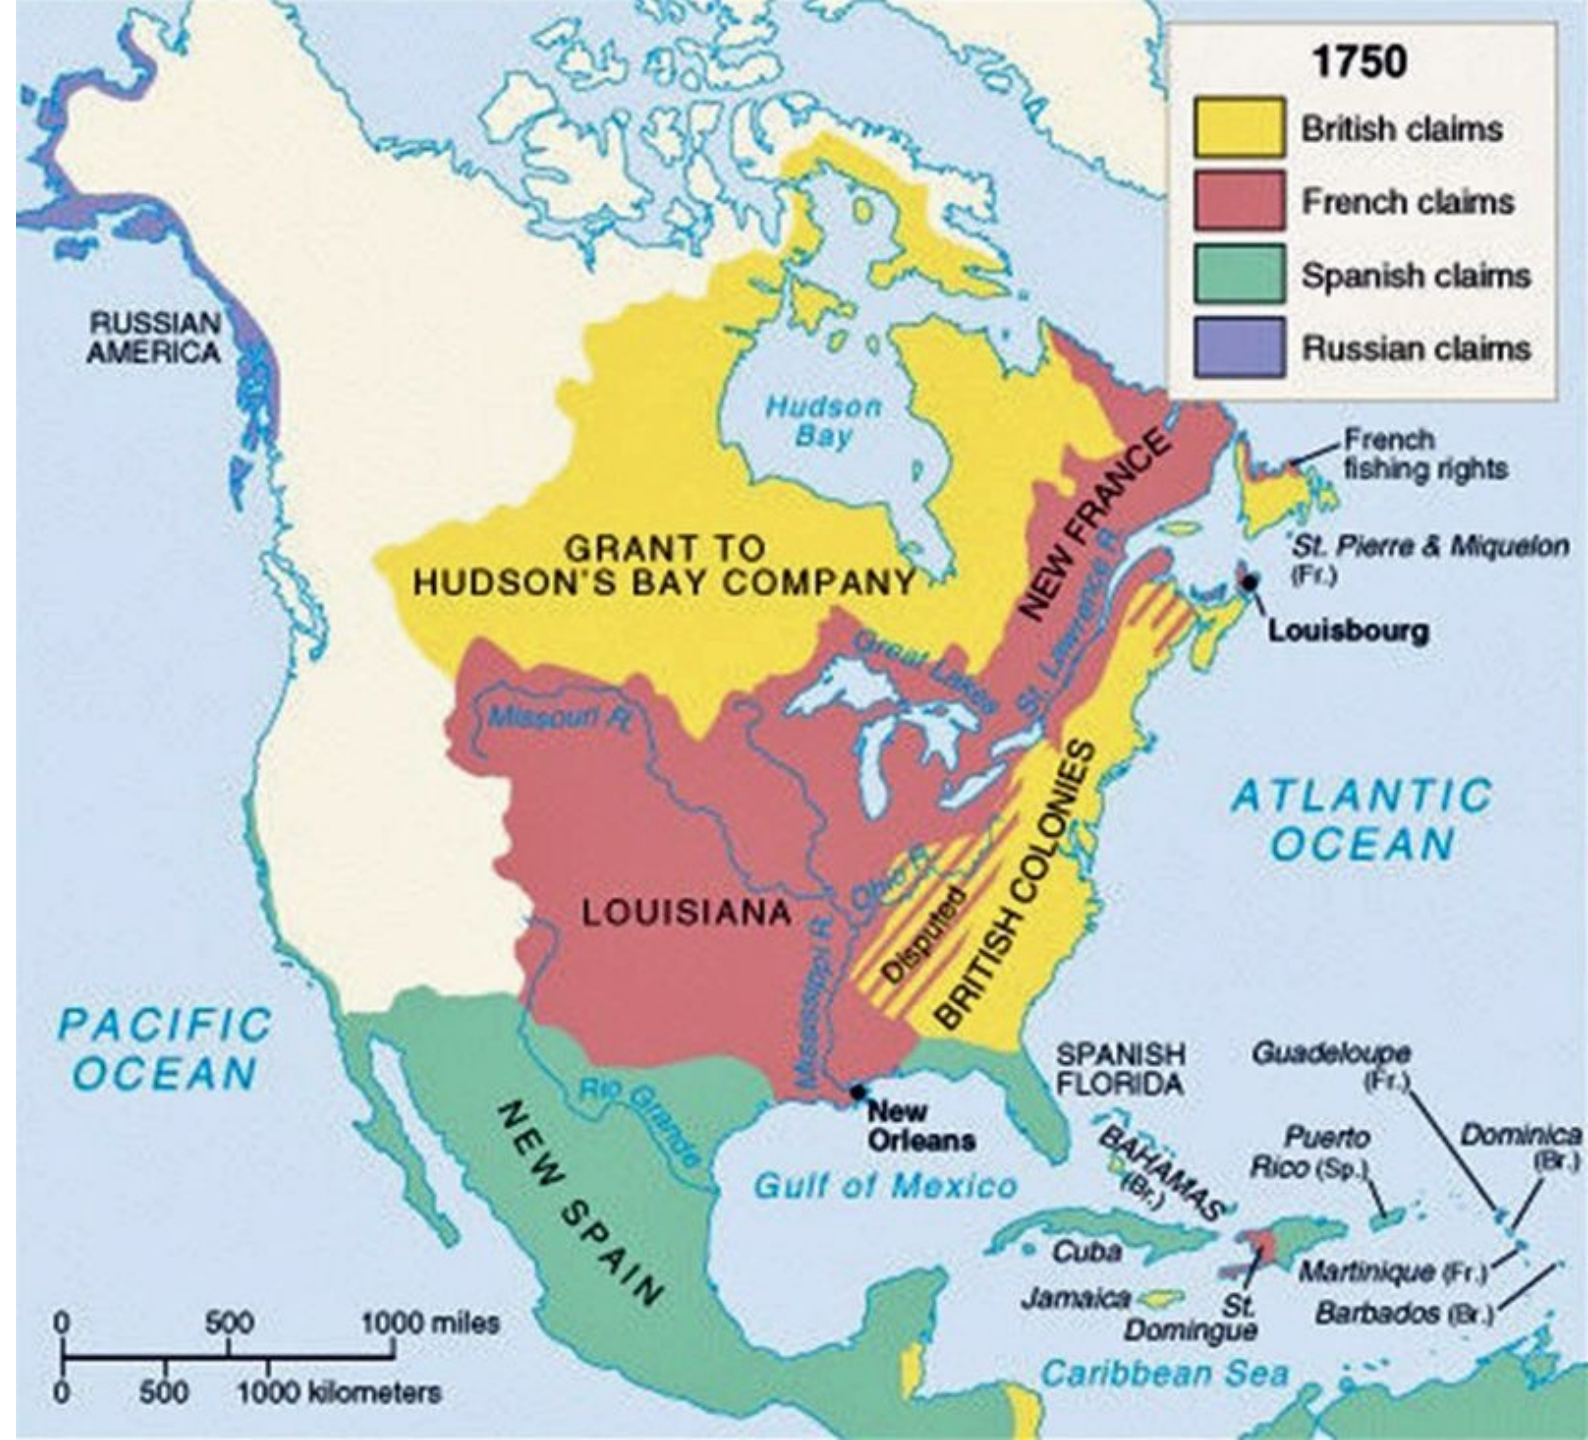 1750
British claims
French claims
Spanish claims
Russian claims
RUSSIAN
AMERICA
Hudson
Bay
French
fishing rights
NEW FRANCE
GRANT TO
HUDSON'S BAY COMPANY
St. Pierre & Miquelon
(Fr.)
St. Lawrence R.
Louisbourg
Great Lakes
Missouri R.
ATLANTIC
OCEAN
BRITISH COLONIES
Ohio R.
Disputed
LOUISIANA
Mississippi R.
PACIFIC
OCEAN
SPANISH
FLORIDA
Guadeloupe
(Fr.)
Rio Grande
New
Orleans
NEW SPAIN
Gulf of Mexico
BAHAMAS
(Br.)
Puerto
Rico (Sp.)
Dominica
(Br.)
Cuba
Jamaica
St.
Domingue
Martinique (Fr.)
Barbados (Br.)
Caribbean Sea
0 500 1000 miles
0 500 1000 kilometers